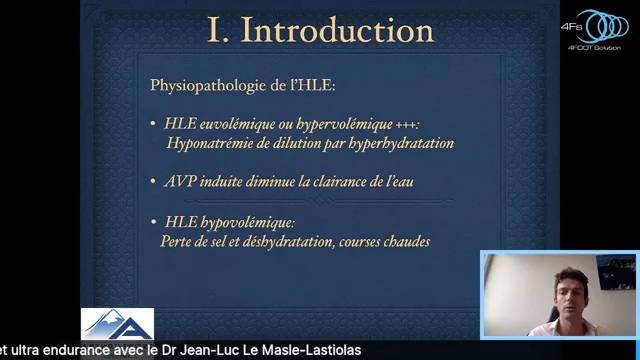 I. Introduction
4Fs
4FOOT Solution
Physiopathologie de l'HLE:
• HLE euvolémique ou hypervolémique +++:
Hyponatrémie de dilution par hyperhydratation
• AVP induite diminue la clairance de l'eau
• HLE hypovolémique:
Perte de sel et déshydratation, courses chaudes
et ultra endurance avec le Dr Jean-Luc Le Masle-Lastiolas